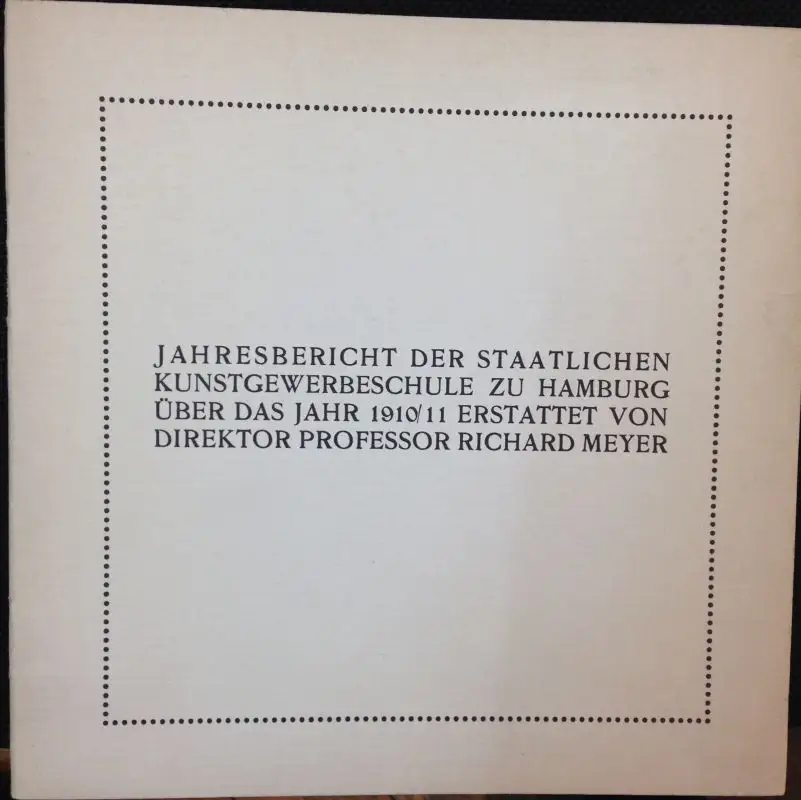 JAHRESBERICHT DER STAATLICHEN
KUNSTGEWERBESCHULE ZU HAMBURG
ÜBER DAS JAHR 1910/11 ERSTATTET VON
DIREKTOR PROFESSOR RICHARD MEYER